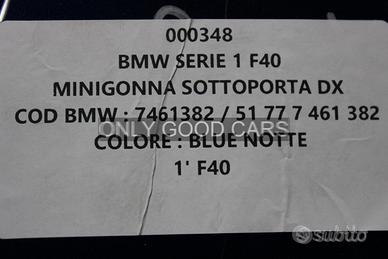 000348
BMW SERIE 1 F40
MINIGONNA SOTTOPORTA DX
COD BMW : 7461382 / 51 77 7 461 382
ONLY GOOD CARS
COLORE : BLUE NOTTE
1' F40
subito